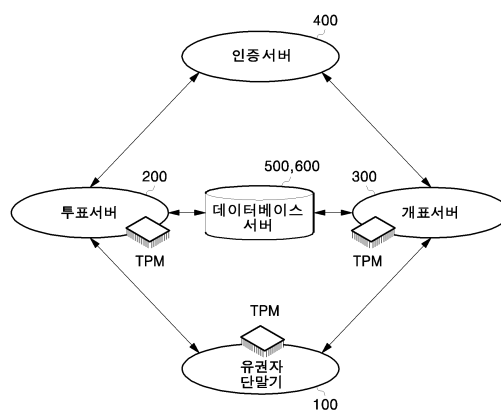 400
인증서버
500,600
200
300
투표서버
데이터베이스
서버
개표서버
TPM
TPM
TPM
유권자
단말기
100